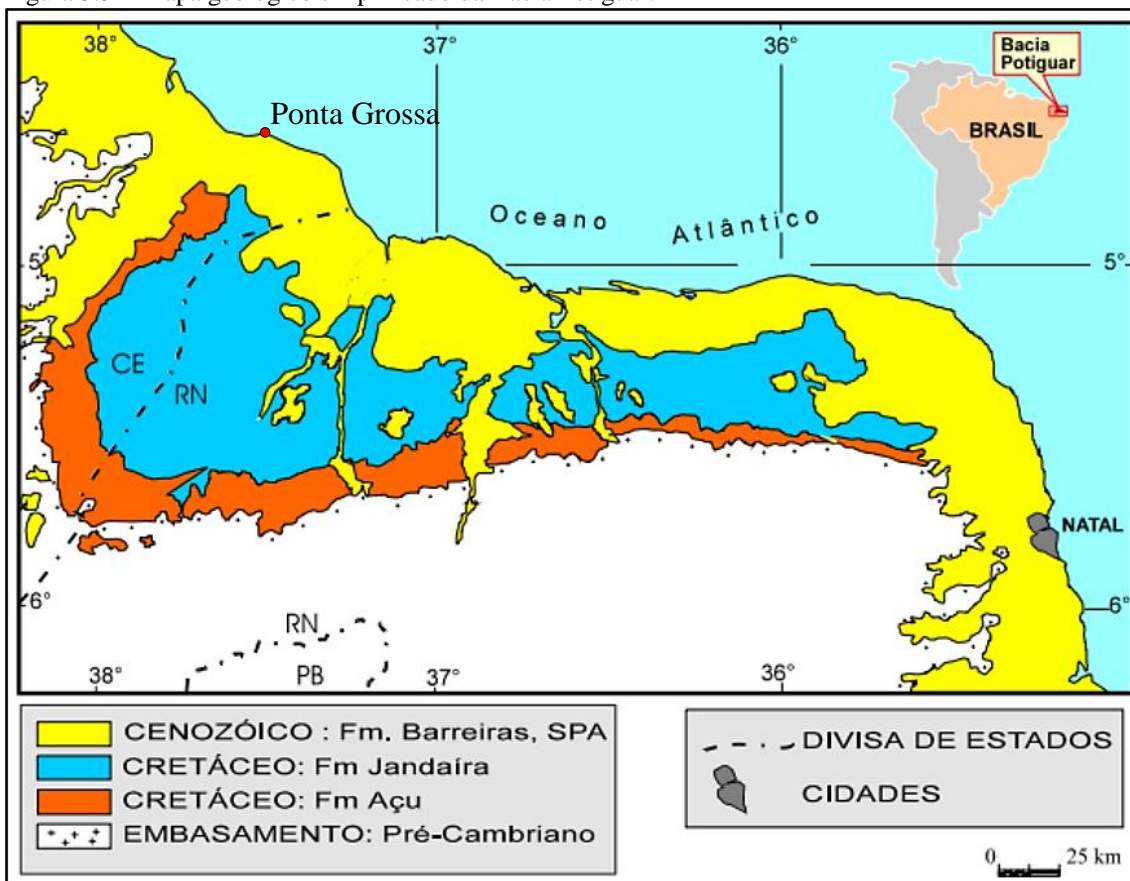 38°
37°
36°
Bacia
Potiguar
BRASIL
Ponta Grossa
Oceano Atlântico
5°
5°
CE
RN
NATAL
6°
6°
RN
PB
38°
37°
36°
CENOZÓICO : Fm. Barreiras, SPA
CRETÁCEO: Fm Jandaíra
CRETÁCEO: Fm Açu
EMBASAMENTO: Pré-Cambriano
DIVISA DE ESTADOS
CIDADES
0 25 km